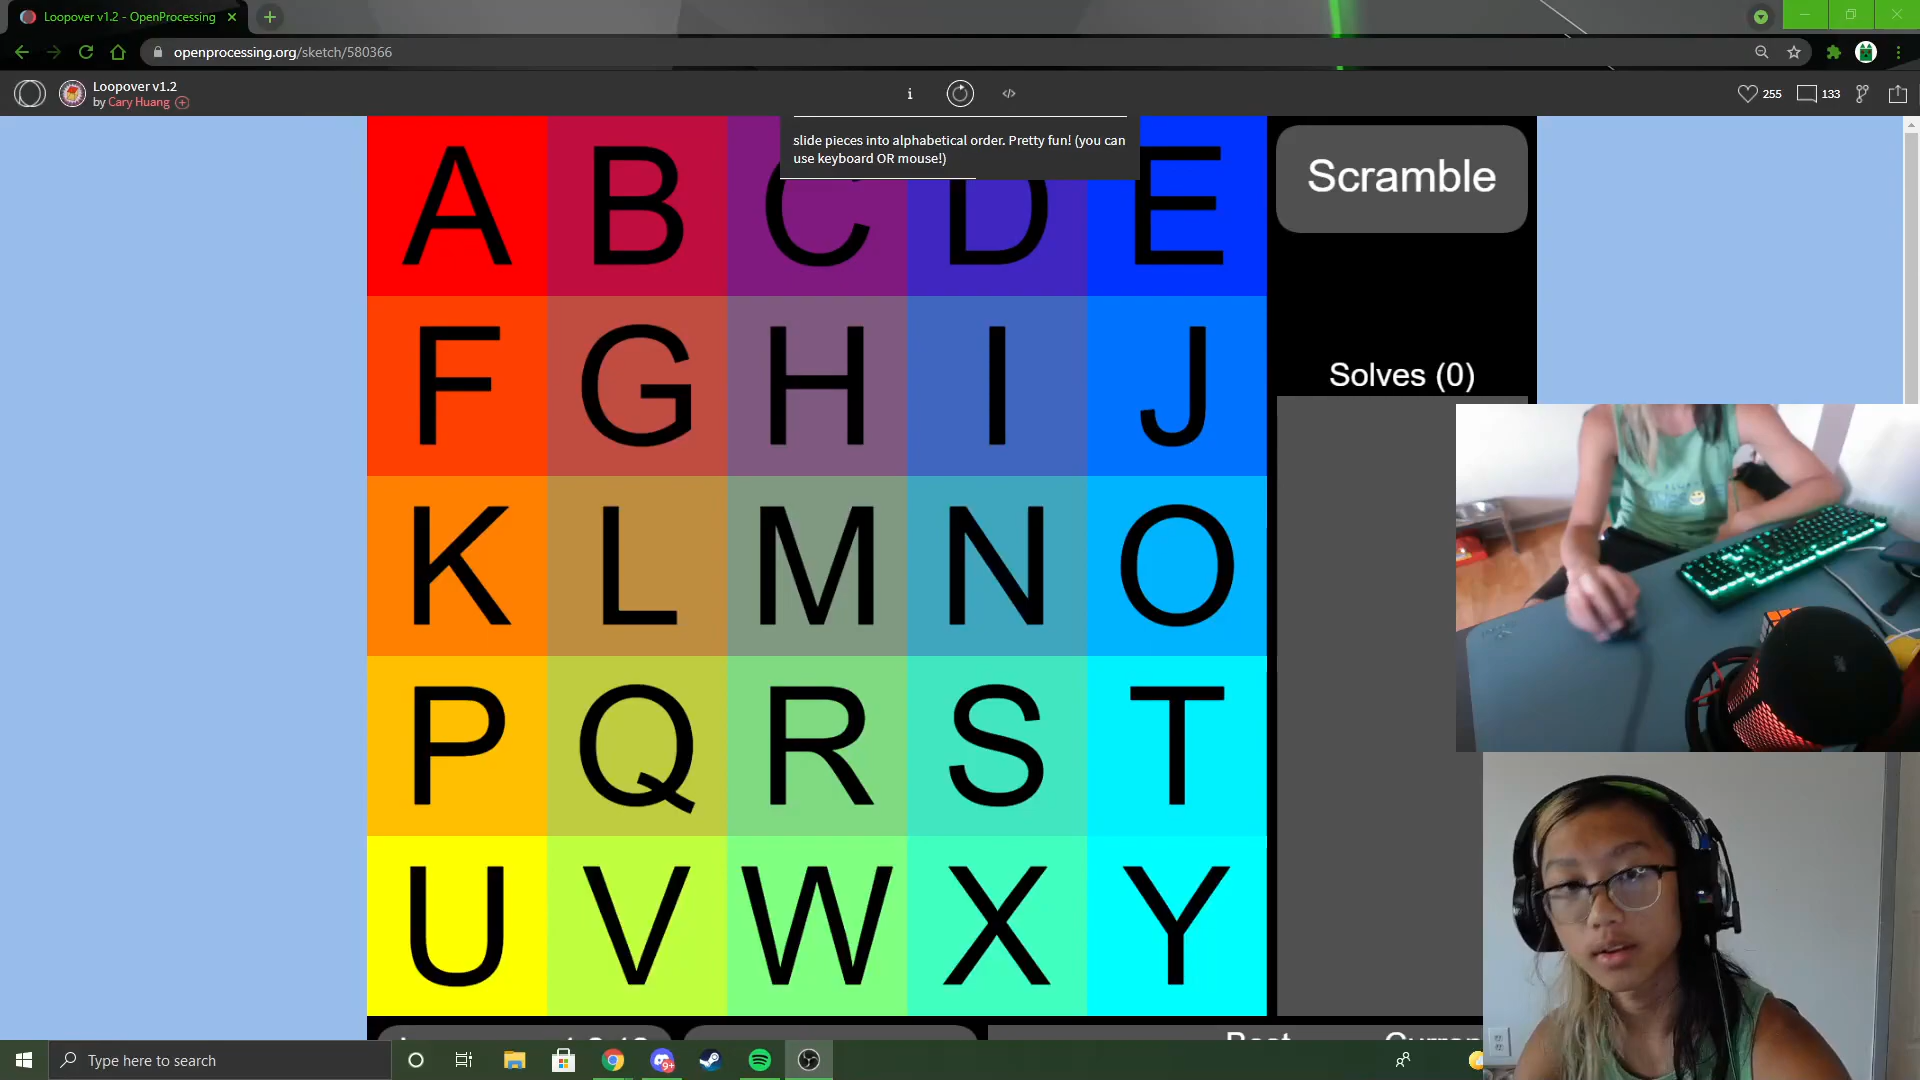 Loopover v1.2 - OpenProcessing
openprocessing.org/sketch/580366
Loopover v1.2
by Cary Huang
255
133
slide pieces into alphabetical order. Pretty fun! (you can
use keyboard OR mouse!)
A B C D E
F G H I J
K L M N O
P Q R S T
U V W X Y
Scramble
Solves (0)
Type here to search
9+